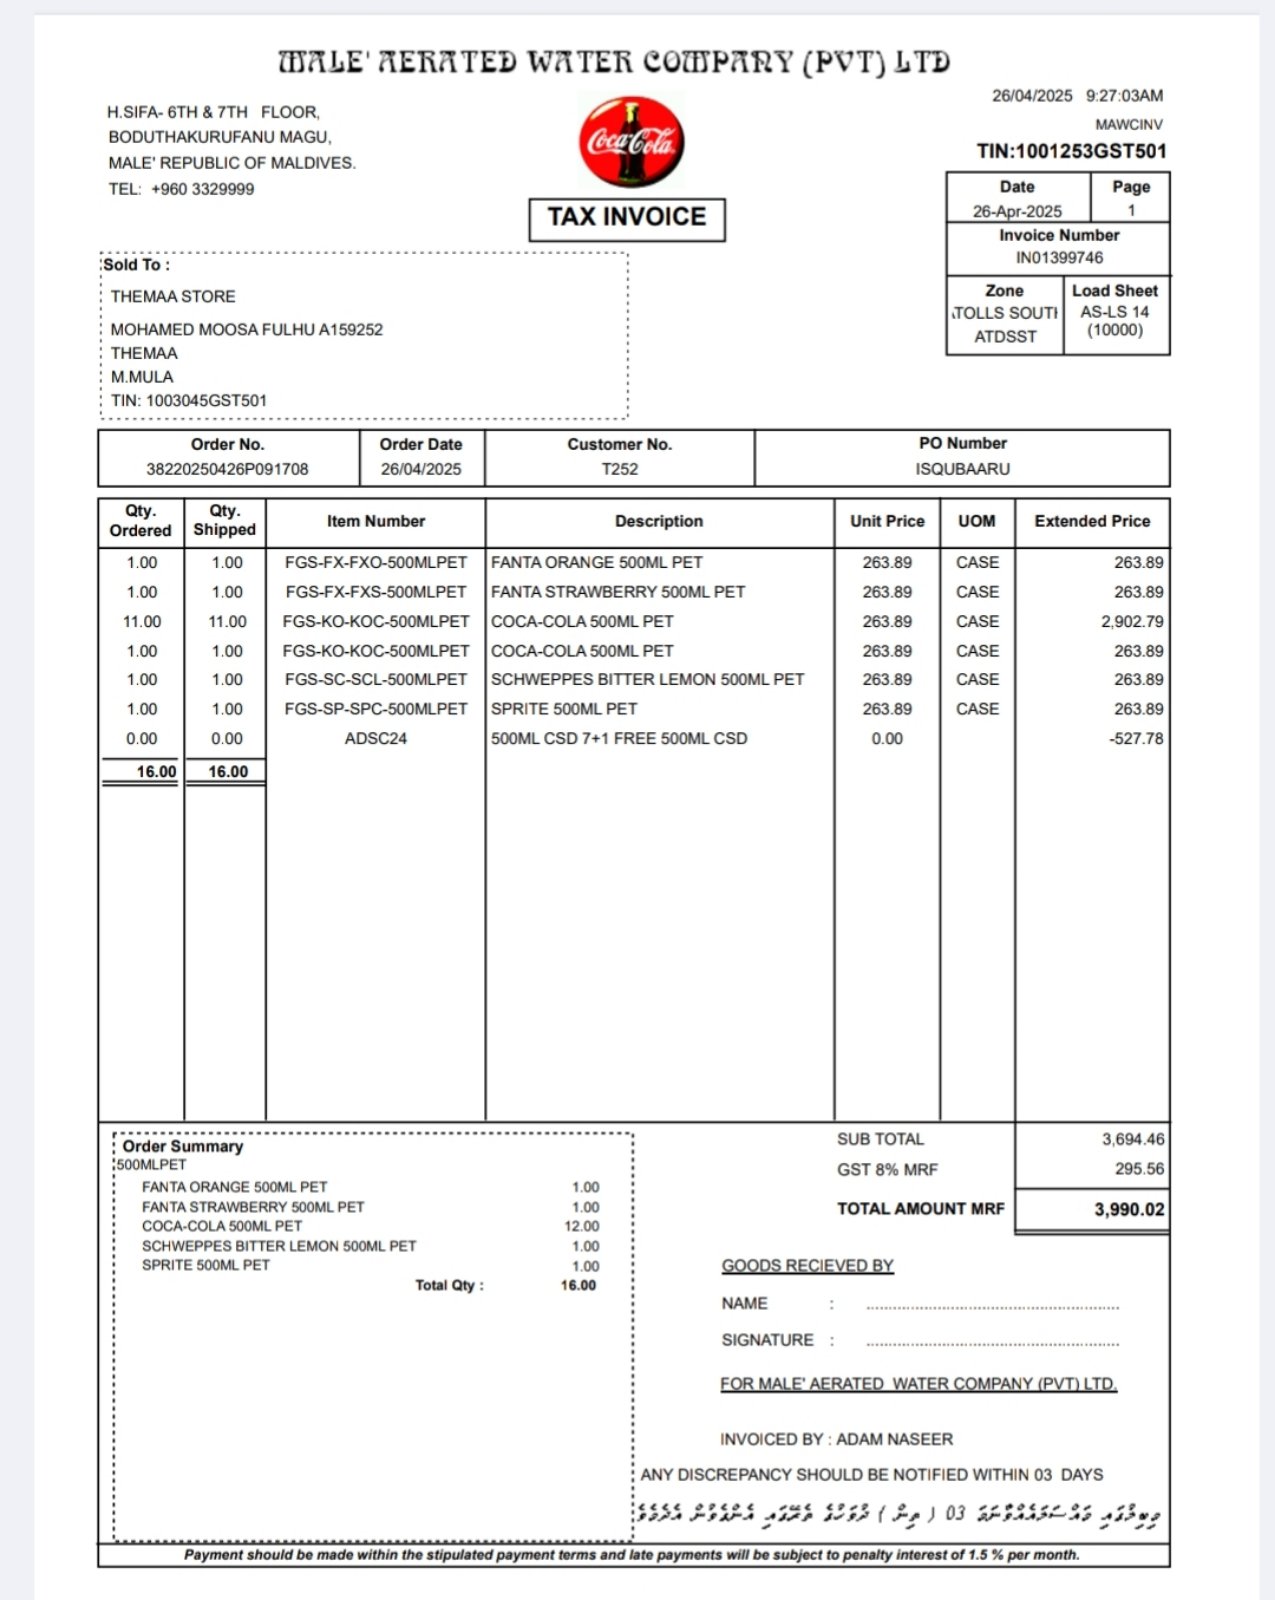 MALE' AERATED WATER COMPANY (PVT) LTD
H.SIFA- 6TH & 7TH FLOOR,
BODUTHAKURUFANU MAGU,
MALE' REPUBLIC OF MALDIVES.
TEL: +960 3329999
Coca-Cola
TAX INVOICE
26/04/2025 9:27:03AM
MAWCINV
TIN:1001253GST501
Date Page
26-Apr-2025 1
Invoice Number
IN01399746
Zone Load Sheet
TOLLS SOUTH AS-LS 14
ATDSST (10000)
Sold To :
THEMAA STORE
MOHAMED MOOSA FULHU A159252
THEMAA
M.MULA
TIN: 1003045GST501
Order No. Order Date Customer No. PO Number
38220250426P091708 26/04/2025 T252 ISQUBAARU
Qty. Ordered Qty. Shipped Item Number Description Unit Price UOM Extended Price
1.00 1.00 FGS-FX-FXO-500MLPET FANTA ORANGE 500ML PET 263.89 CASE 263.89
1.00 1.00 FGS-FX-FXS-500MLPET FANTA STRAWBERRY 500ML PET 263.89 CASE 263.89
11.00 11.00 FGS-KO-KOC-500MLPET COCA-COLA 500ML PET 263.89 CASE 2,902.79
1.00 1.00 FGS-KO-KOC-500MLPET COCA-COLA 500ML PET 263.89 CASE 263.89
1.00 1.00 FGS-SC-SCL-500MLPET SCHWEPPES BITTER LEMON 500ML PET 263.89 CASE 263.89
1.00 1.00 FGS-SP-SPC-500MLPET SPRITE 500ML PET 263.89 CASE 263.89
0.00 0.00 ADSC24 500ML CSD 7+1 FREE 500ML CSD 0.00 -527.78
16.00 16.00
Order Summary
500MLPET
FANTA ORANGE 500ML PET 1.00
FANTA STRAWBERRY 500ML PET 1.00
COCA-COLA 500ML PET 12.00
SCHWEPPES BITTER LEMON 500ML PET 1.00
SPRITE 500ML PET 1.00
Total Qty : 16.00
SUB TOTAL 3,694.46
GST 8% MRF 295.56
TOTAL AMOUNT MRF 3,990.02
GOODS RECIEVED BY
NAME :
SIGNATURE :
FOR MALE' AERATED WATER COMPANY (PVT) LTD.
INVOICED BY : ADAM NASEER
ANY DISCREPANCY SHOULD BE NOTIFIED WITHIN 03 DAYS
03 ( ތިން )
Payment should be made within the stipulated payment terms and late payments will be subject to penalty interest of 1.5 % per month.